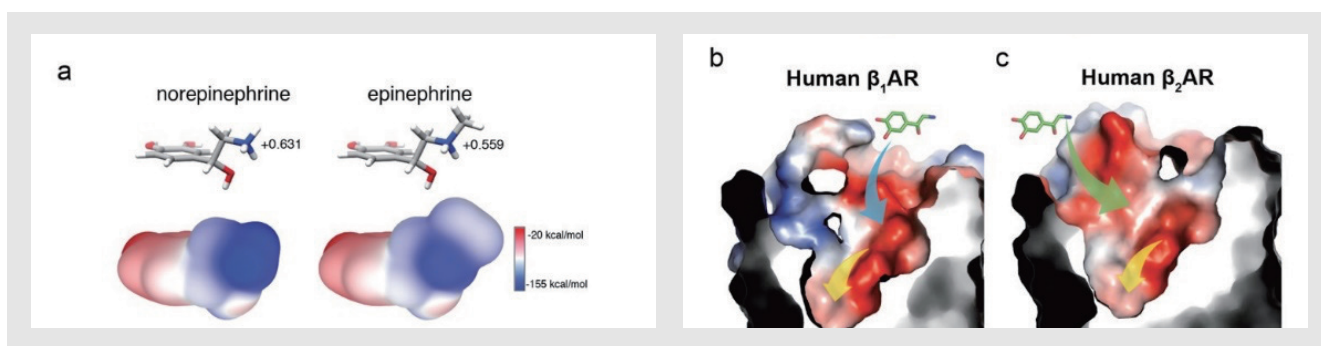 a
norepinephrine
epinephrine
+0.631
+0.559
-20 kcal/mol
-155 kcal/mol
b
Human β₁AR
c
Human β₂AR